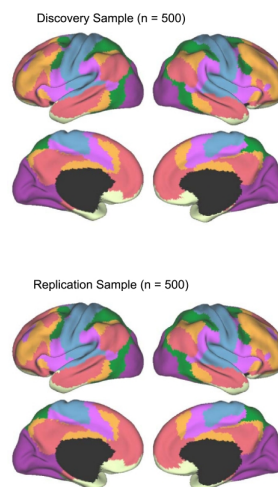 Discovery Sample (n = 500)
Replication Sample (n = 500)